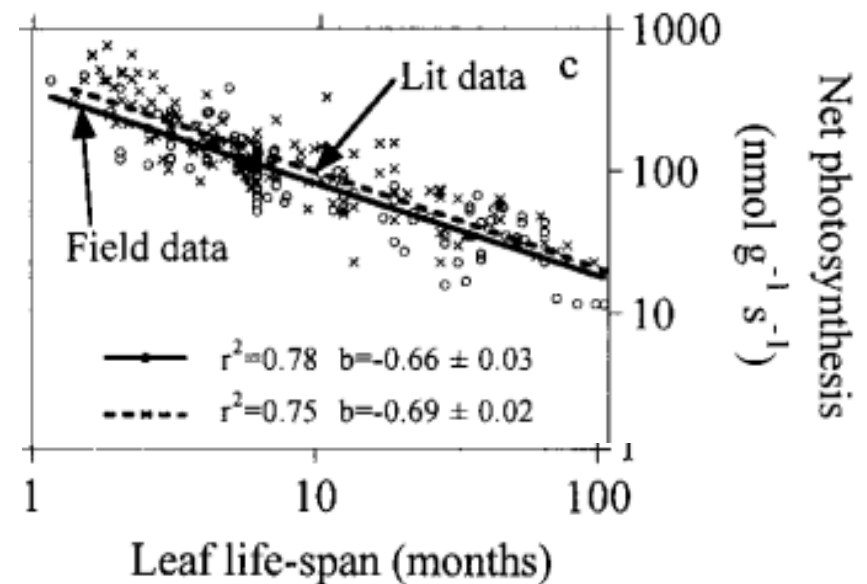 c
Lit data
Field data
r²=0.78 b=-0.66 ± 0.03
r²=0.75 b=-0.69 ± 0.02
1000
100
10
1
Net photosynthesis
(nmol g⁻¹ s⁻¹)
1 10 100
Leaf life-span (months)